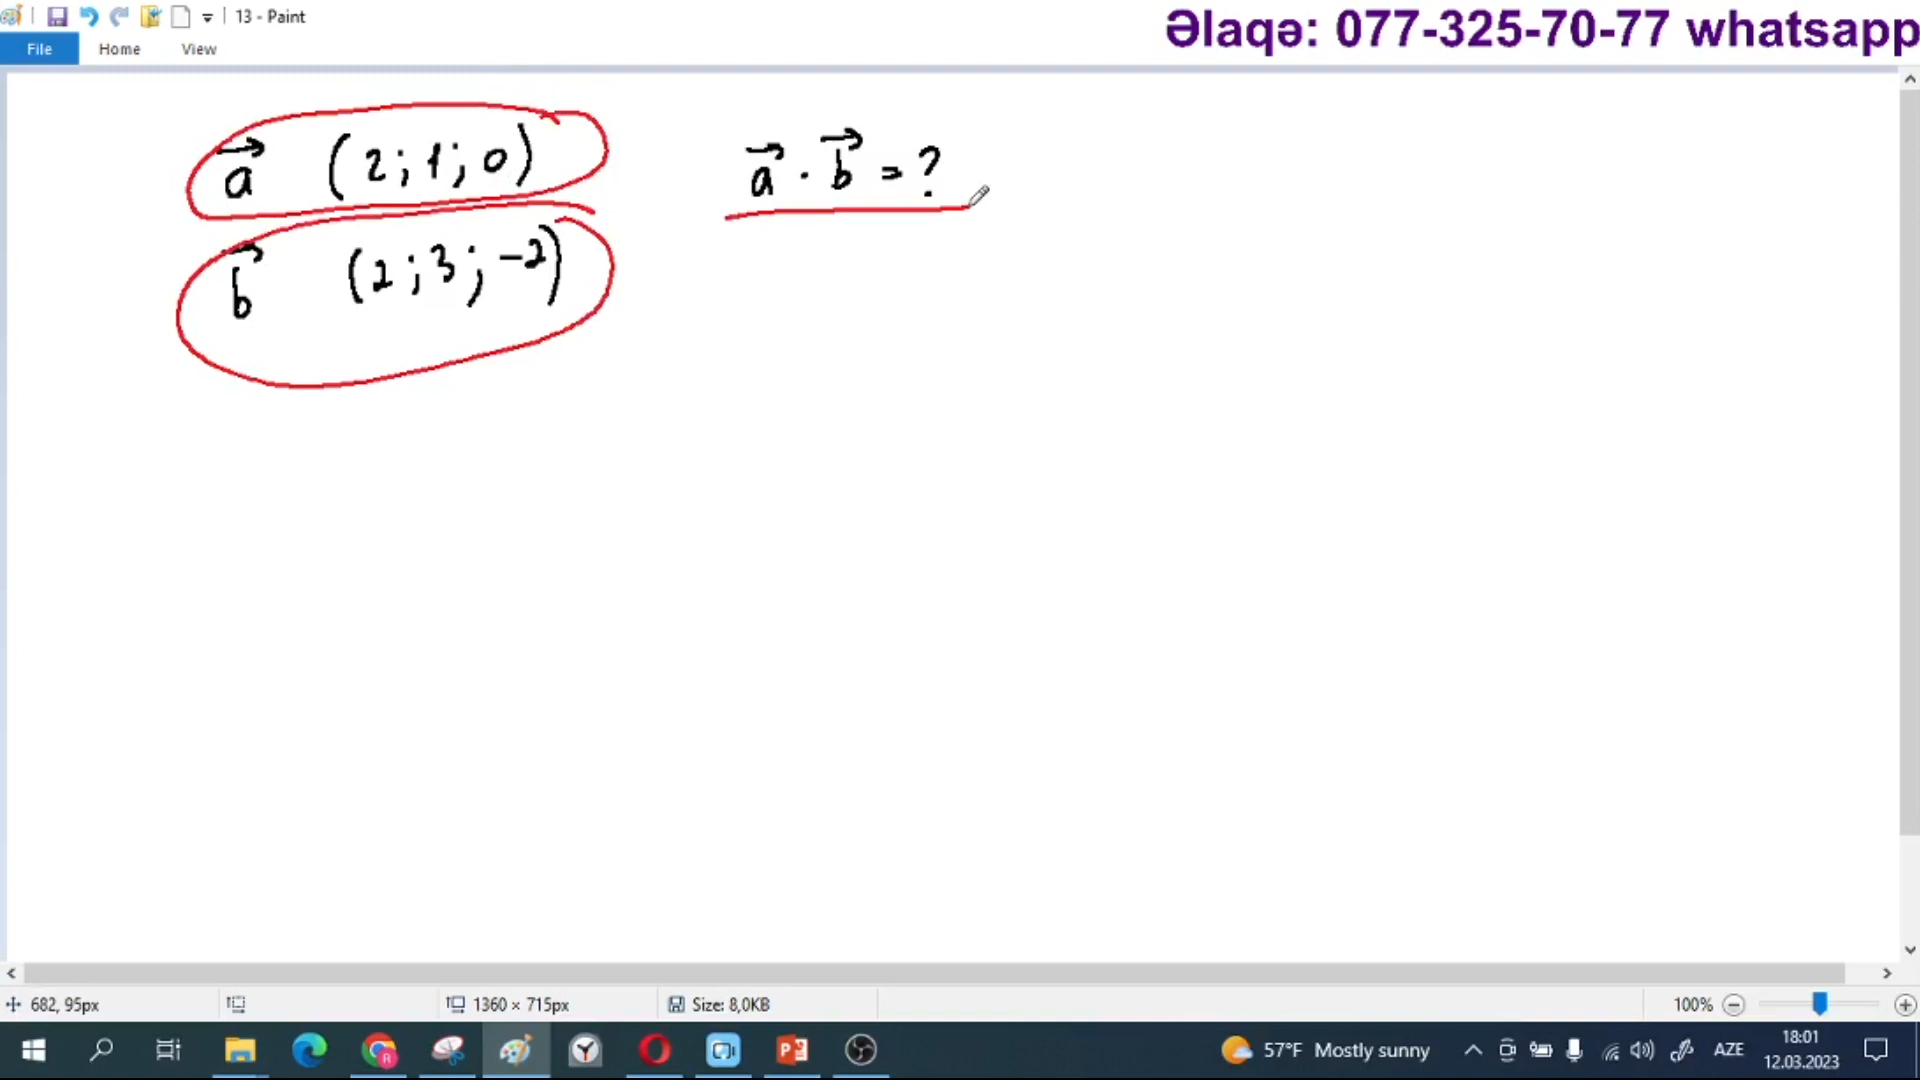 13 - Paint
Əlaqə: 077-325-70-77 whatsapp
File Home View
a⃗ (2; 1; 0)
a⃗ · b⃗ = ?
b⃗ (2; 3; -2)
682, 95px
1360 × 715px
Size: 8,0KB
100%
57°F Mostly sunny
AZE
18:01
12.03.2023